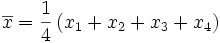 x̅ = 1/4 (x₁ + x₂ + x₃ + x₄)